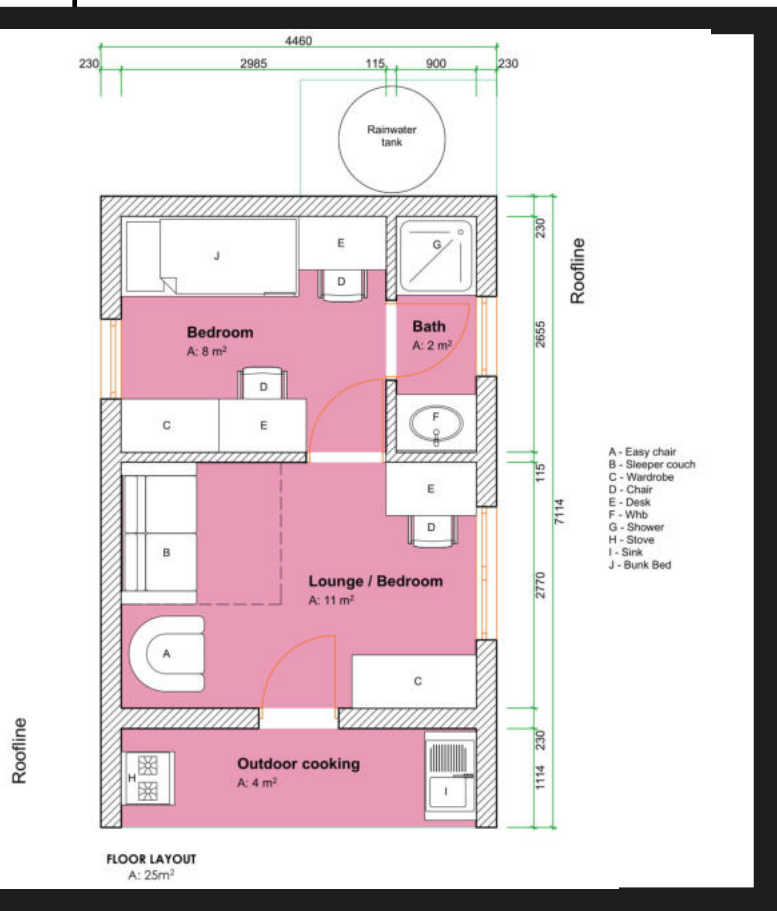 4460
230 2985 115 900 230
Rainwater
tank
J
E
G
D
230
Roofline
Bedroom
A: 8 m²
Bath
A: 2 m²
2655
D
C
E
F
A - Easy chair
B - Sleeper couch
C - Wardrobe
D - Chair
E - Desk
F - Whb
G - Shower
H - Stove
I - Sink
J - Bunk Bed
115
E
7114
D
B
Lounge / Bedroom
A: 11 m²
2770
A
C
Roofline
230
Outdoor cooking
A: 4 m²
H
I
1114
FLOOR LAYOUT
A: 25m²